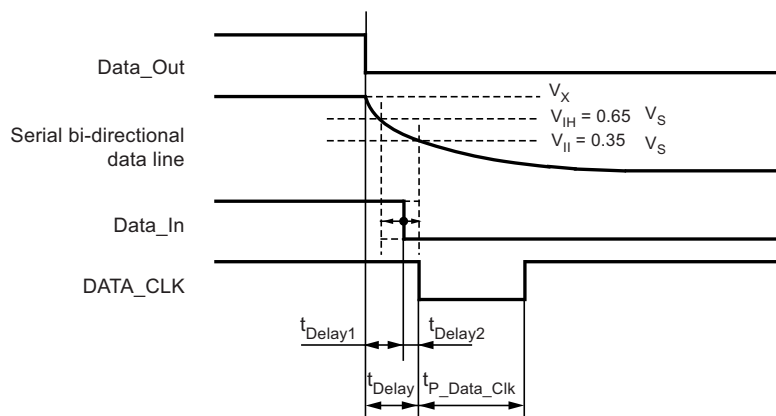 Data_Out
V_X
V_IH = 0.65 V_S
Serial bi-directional
data line
V_Il = 0.35 V_S
Data_In
DATA_CLK
t_Delay1
t_Delay2
t_Delay
t_P_Data_Clk